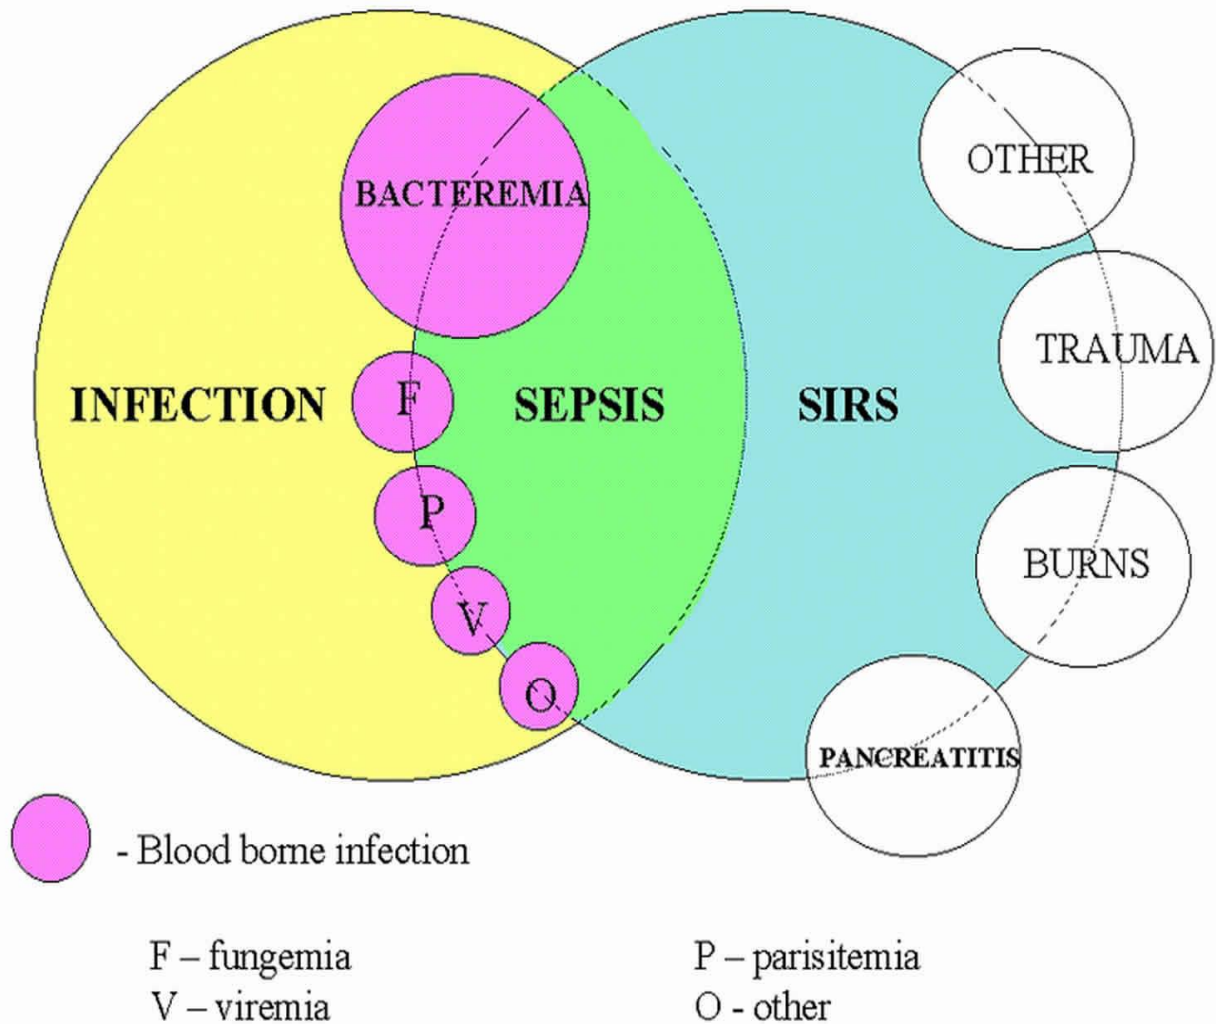 OTHER
BACTEREMIA
TRAUMA
INFECTION
F
SEPSIS
SIRS
P
BURNS
V
O
PANCREATITIS
- Blood borne infection
F – fungemia
P – parisitemia
V – viremia
O - other